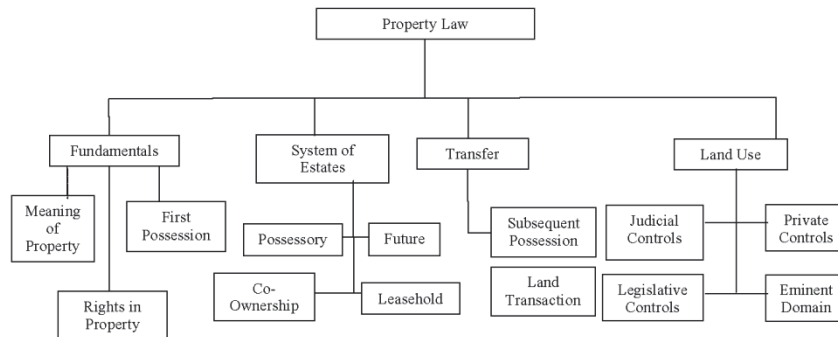 Property Law
Fundamentals
System of
Estates
Transfer
Land Use
Meaning
of
Property
First
Possession
Rights in
Property
Possessory
Future
Co-
Ownership
Leasehold
Subsequent
Possession
Land
Transaction
Judicial
Controls
Private
Controls
Legislative
Controls
Eminent
Domain